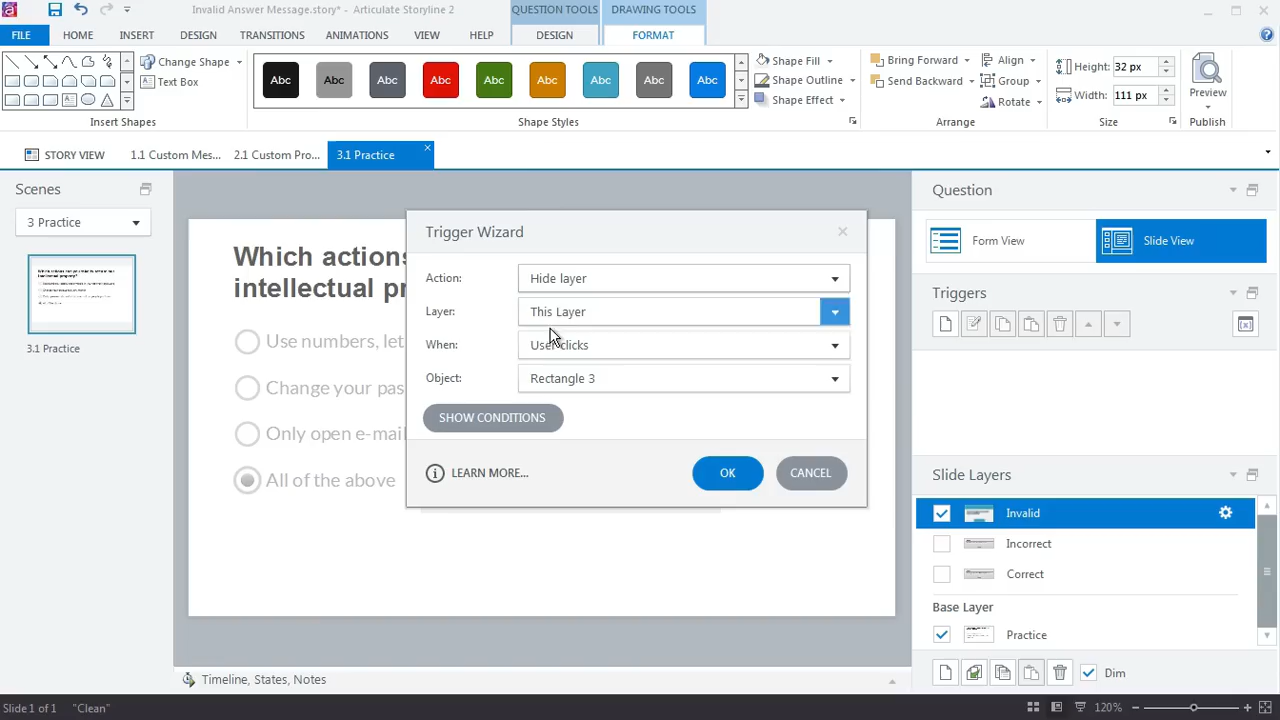 Invalid Answer Message.story* - Articulate Storyline 2
QUESTION TOOLS
DRAWING TOOLS
FILE
HOME
INSERT
DESIGN
TRANSITIONS
ANIMATIONS
VIEW
HELP
DESIGN
FORMAT
Change Shape
Text Box
Insert Shapes
Abc
Abc
Abc
Abc
Abc
Abc
Abc
Abc
Abc
Shape Styles
Shape Fill
Shape Outline
Shape Effect
Bring Forward
Send Backward
Align
Group
Rotate
Arrange
Height: 32 px
Width: 111 px
Size
Preview
Publish
STORY VIEW
1.1 Custom Mes...
2.1 Custom Pro...
3.1 Practice
Scenes
3 Practice
3.1 Practice
Which actions
intellectual pr
Use numbers, let
Change your pas
Only open e-mail
All of the above
Trigger Wizard
Action: Hide layer
Layer: This Layer
When: User clicks
Object: Rectangle 3
SHOW CONDITIONS
LEARN MORE...
OK
CANCEL
Question
Form View
Slide View
Triggers
Slide Layers
Invalid
Incorrect
Correct
Base Layer
Practice
Dim
Timeline, States, Notes
Slide 1 of 1
"Clean"
120%